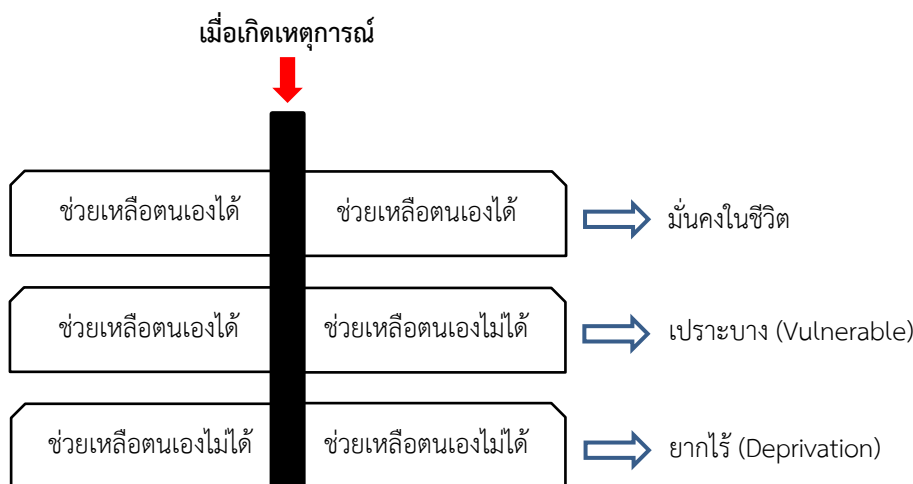 เมื่อเกิดเหตุการณ์
ช่วยเหลือตนเองได้ ช่วยเหลือตนเองได้ มั่นคงในชีวิต
ช่วยเหลือตนเองได้ ช่วยเหลือตนเองไม่ได้ เปราะบาง (Vulnerable)
ช่วยเหลือตนเองไม่ได้ ช่วยเหลือตนเองไม่ได้ ยากไร้ (Deprivation)